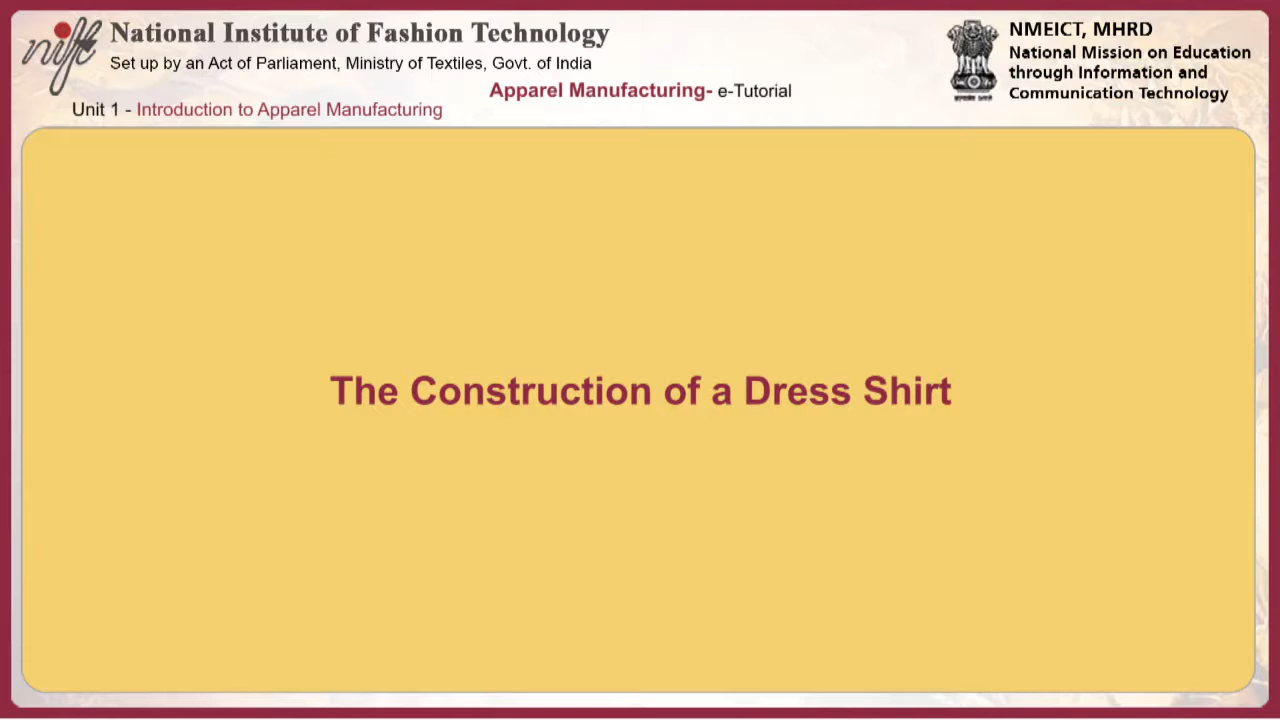 nift
National Institute of Fashion Technology
Set up by an Act of Parliament, Ministry of Textiles, Govt. of India
Apparel Manufacturing- e-Tutorial
Unit 1 - Introduction to Apparel Manufacturing
NMEICT, MHRD
National Mission on Education
through Information and
Communication Technology
The Construction of a Dress Shirt